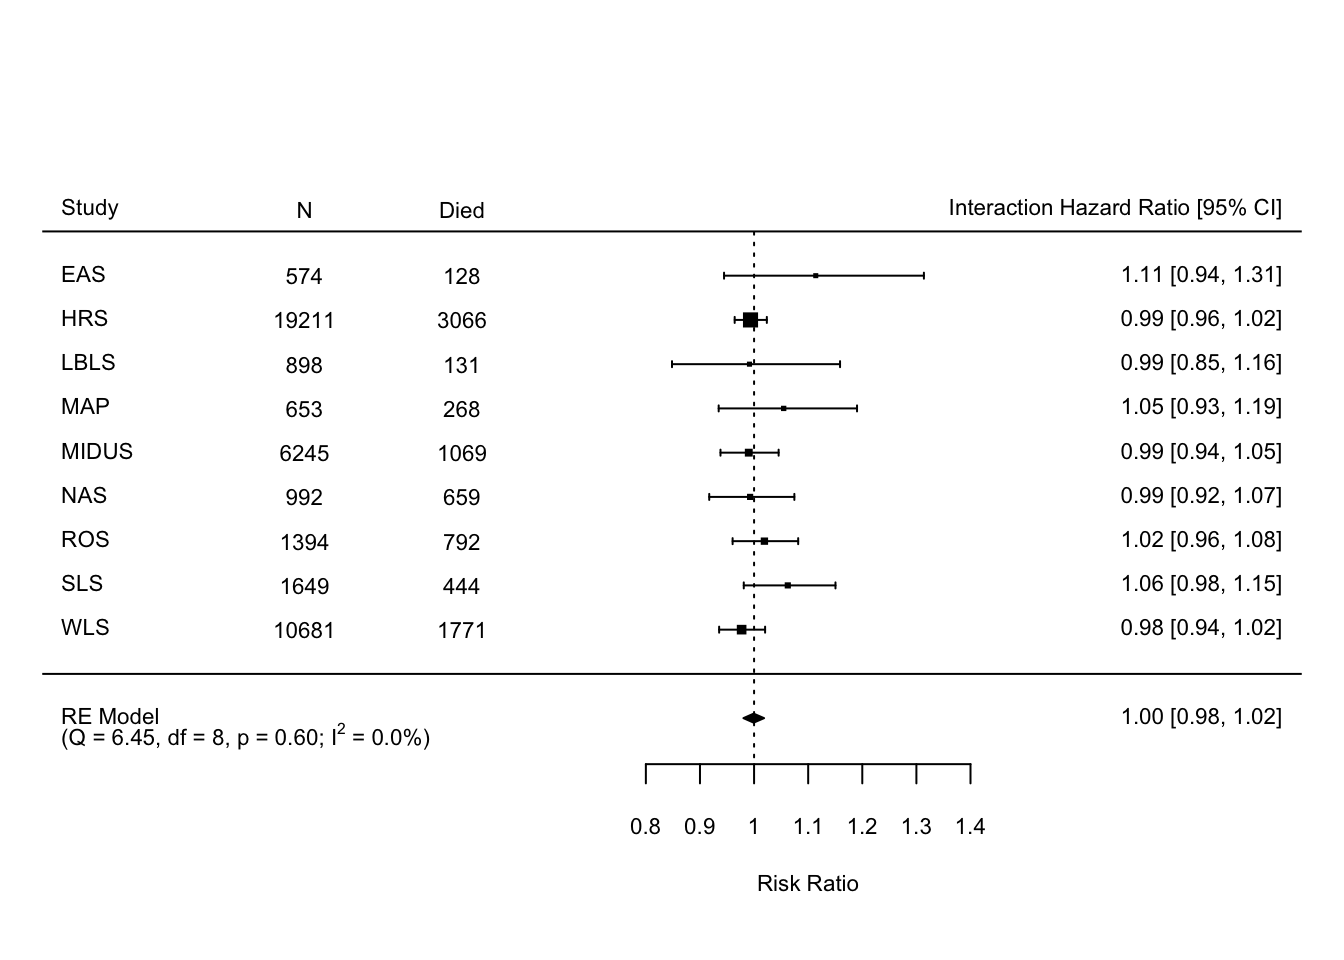 Study N Died Interaction Hazard Ratio [95% CI]
EAS 574 128 1.11 [0.94, 1.31]
HRS 19211 3066 0.99 [0.96, 1.02]
LBLS 898 131 0.99 [0.85, 1.16]
MAP 653 268 1.05 [0.93, 1.19]
MIDUS 6245 1069 0.99 [0.94, 1.05]
NAS 992 659 0.99 [0.92, 1.07]
ROS 1394 792 1.02 [0.96, 1.08]
SLS 1649 444 1.06 [0.98, 1.15]
WLS 10681 1771 0.98 [0.94, 1.02]
RE Model 1.00 [0.98, 1.02]
(Q = 6.45, df = 8, p = 0.60; I² = 0.0%)
0.8 0.9 1 1.1 1.2 1.3 1.4
Risk Ratio